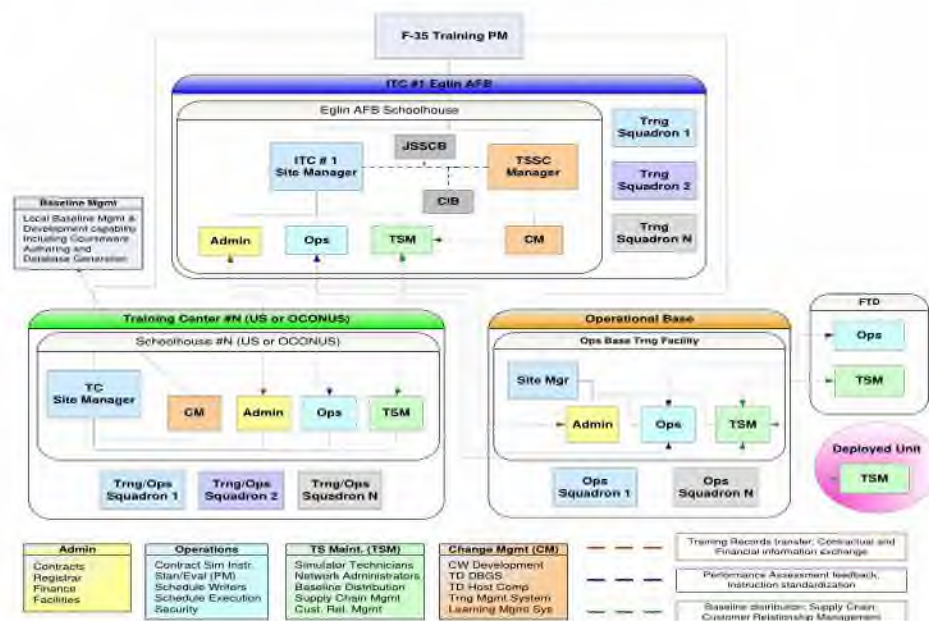 F-35 Training PM
ITC #1 Eglin AFB
Eglin AFB Schoolhouse
JSSCB
ITC # 1
Site Manager
TSSC
Manager
CIB
Admin
Ops
TSM
CM
Trng
Squadron 1
Trng
Squadron 2
Trng
Squadron N
Baseline Mgmt
Local Baseline Mgmt &
Development capability
Including Courseware
Authoring and
Database Generation
Training Center #N (US or OCONUS)
Schoolhouse #N (US or OCONUS)
TC
Site Manager
CM
Admin
Ops
TSM
Trng/Ops
Squadron 1
Trng/Ops
Squadron 2
Trng/Ops
Squadron N
Operational Base
Ops Base Trng Facility
Site Mgr
Admin
Ops
TSM
Ops
Squadron 1
Ops
Squadron N
FTD
Ops
TSM
Deployed Unit
TSM
Admin
Contracts
Registrar
Finance
Facilities
Operations
Contract Sim Instr.
Stan/Eval (PM)
Schedule Writers
Schedule Execution
Security
TS Maint. (TSM)
Simulator Technicians
Network Administrators
Baseline Distribution
Supply Chain Mgmt
Cust. Rel. Mgmt
Change Mgmt (CM)
CW Development
TD DBGS
TD Host Comp
Trng Mgmt System
Learning Mgmt Sys
Training Records transfer, Contractual and
Financial information exchange
Performance Assessment feedback,
Instruction standardization
Baseline distribution, Supply Chain
Customer Relationship Management